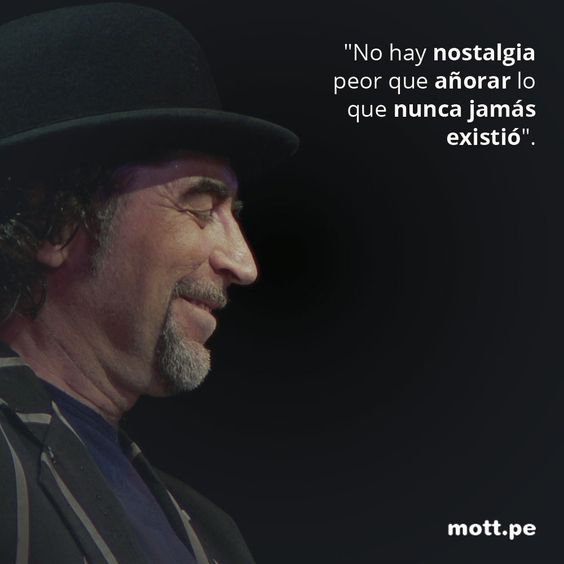 "No hay nostalgia
peor que añorar lo
que nunca jamás
existió".
mott.pe